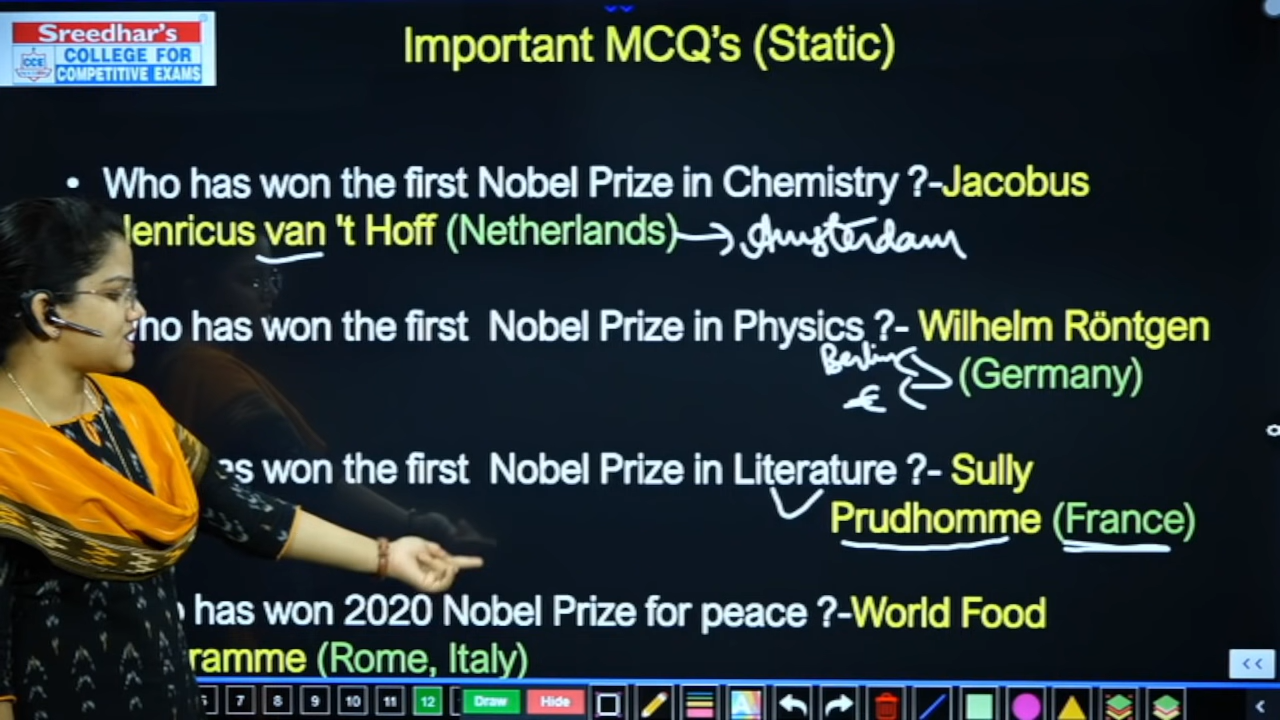 Sreedhar's
COLLEGE FOR
CCE
COMPETITIVE EXAMS
Important MCQ's (Static)
• Who has won the first Nobel Prize in Chemistry ?-Jacobus
Henricus van 't Hoff (Netherlands) → Amsterdam
ho has won the first Nobel Prize in Physics ?- Wilhelm Röntgen
Berlin
(Germany)
€
as won the first Nobel Prize in Literature ?- Sully
Prudhomme (France)
has won 2020 Nobel Prize for peace ?-World Food
ramme (Rome, Italy)
<<
7 8 9 10 11 12 Draw Hide <